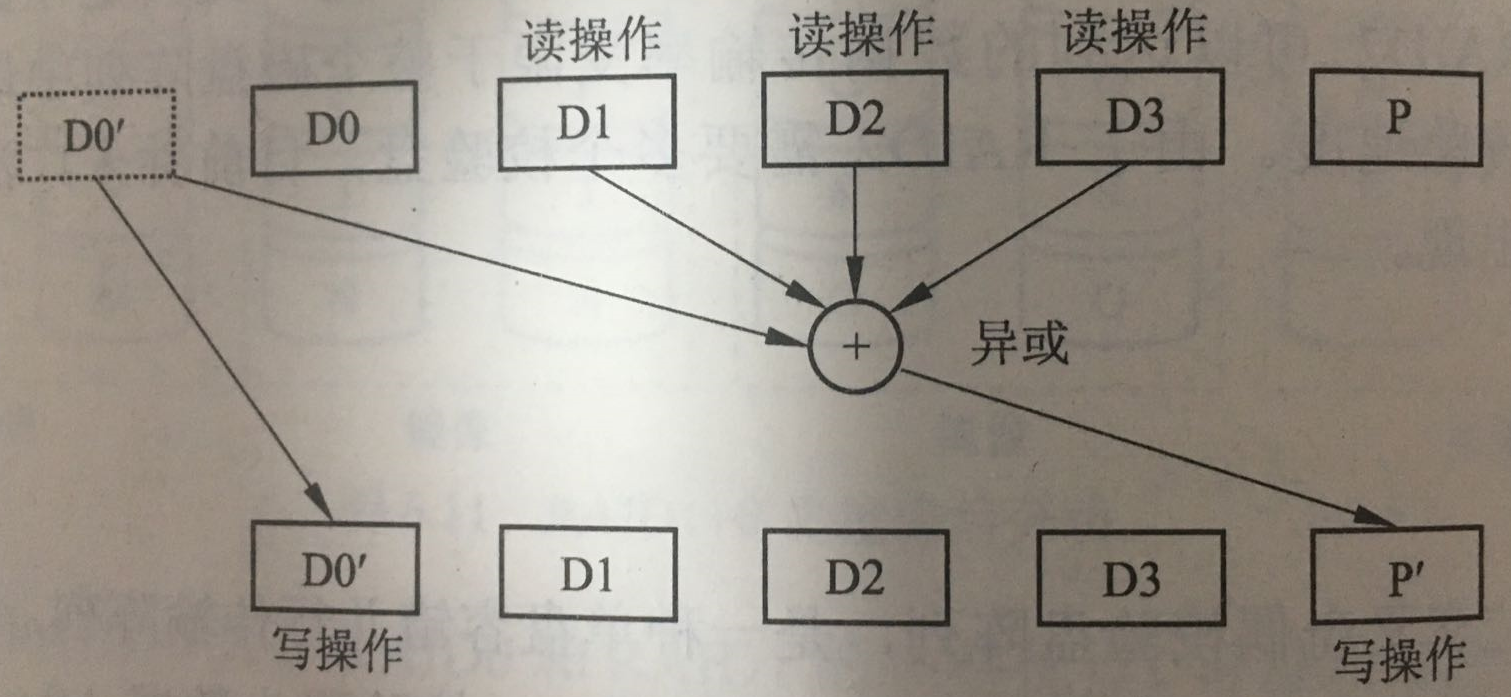 读操作 读操作 读操作
D0′ D0 D1 D2 D3 P
+ 异或
D0′ D1 D2 D3 P′
写操作 写操作